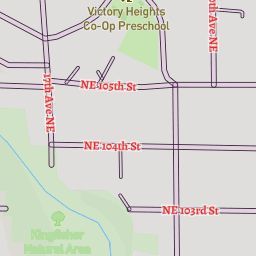 Victory Heights
Co-Op Preschool
17th Ave NE
NE 105th St
NE 104th St
NE 103rd St
Kingfisher
Natural Area